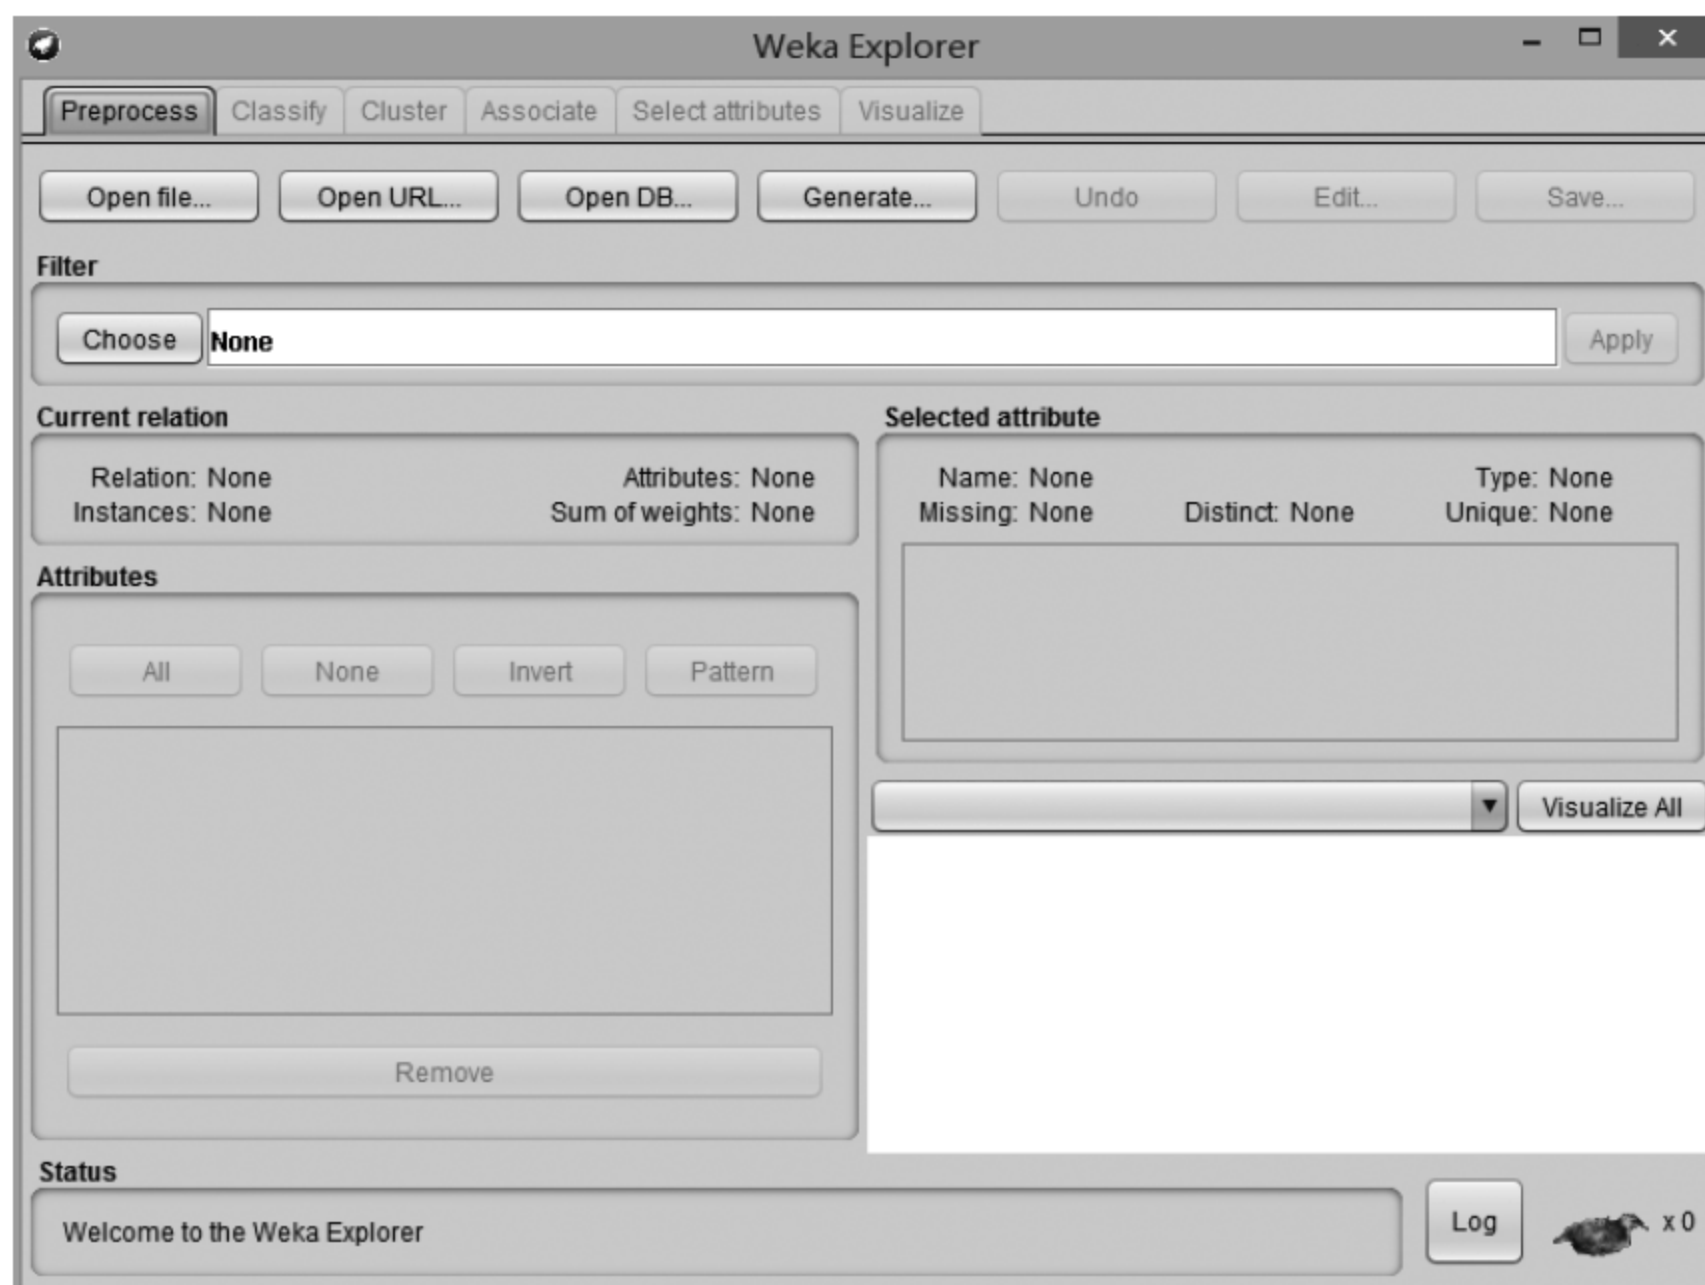 Weka Explorer
Preprocess Classify Cluster Associate Select attributes Visualize
Open file... Open URL... Open DB... Generate... Undo Edit... Save...
Filter
Choose None Apply
Current relation
Relation: None Attributes: None
Instances: None Sum of weights: None
Selected attribute
Name: None Type: None
Missing: None Distinct: None Unique: None
Attributes
All None Invert Pattern
Remove
Visualize All
Status
Welcome to the Weka Explorer
Log x 0